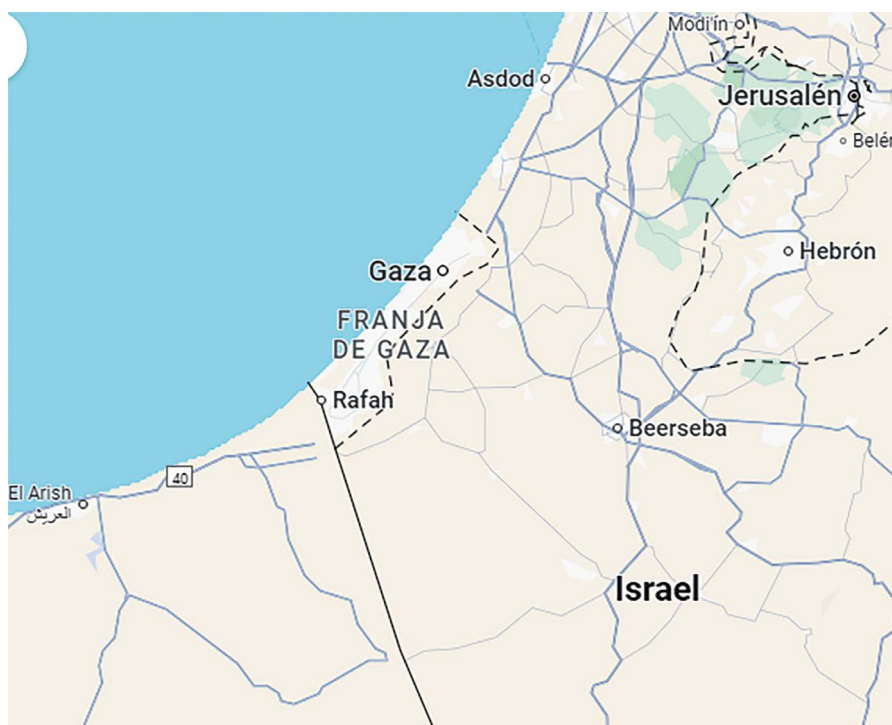 Modi'ín
Asdod
Jerusalén
Belén
Hebrón
Gaza
FRANJA
DE GAZA
Rafah
Beerseba
40
El Arish
العريش
Israel